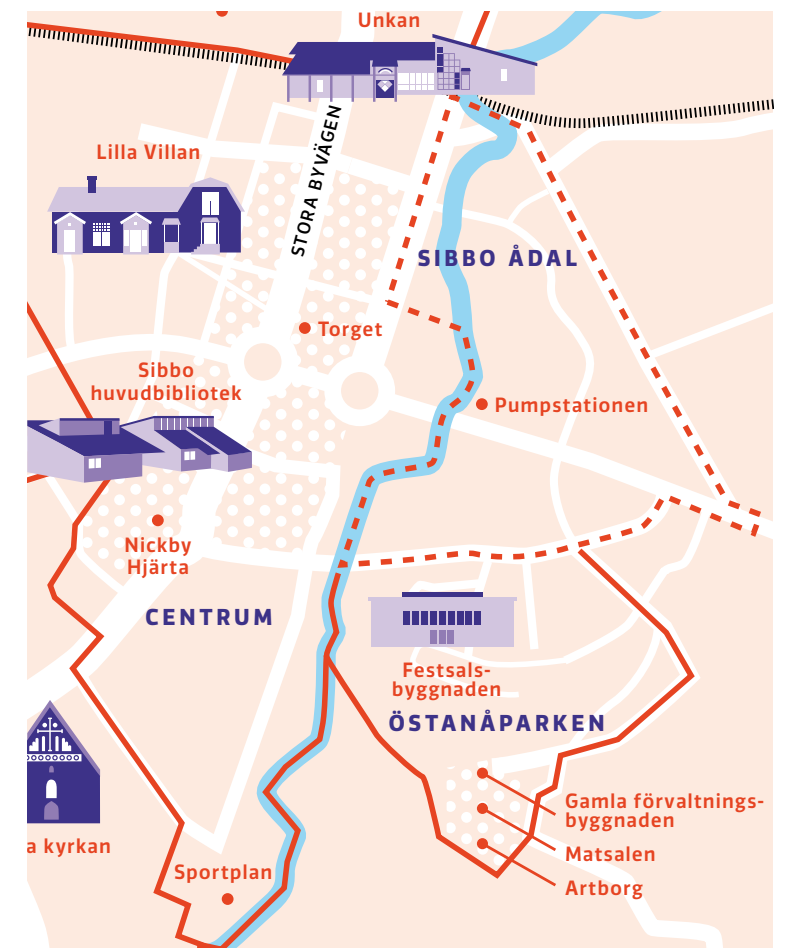 Unkan
STORA BYVÄGEN
Lilla Villan
SIBBO ÅDAL
Torget
Sibbo
huvudbibliotek
Pumpstationen
Nickby
Hjärta
CENTRUM
Festsals-
byggnaden
ÖSTANÅPARKEN
Gamla förvaltnings-
byggnaden
Matsalen
Artborg
a kyrkan
Sportplan